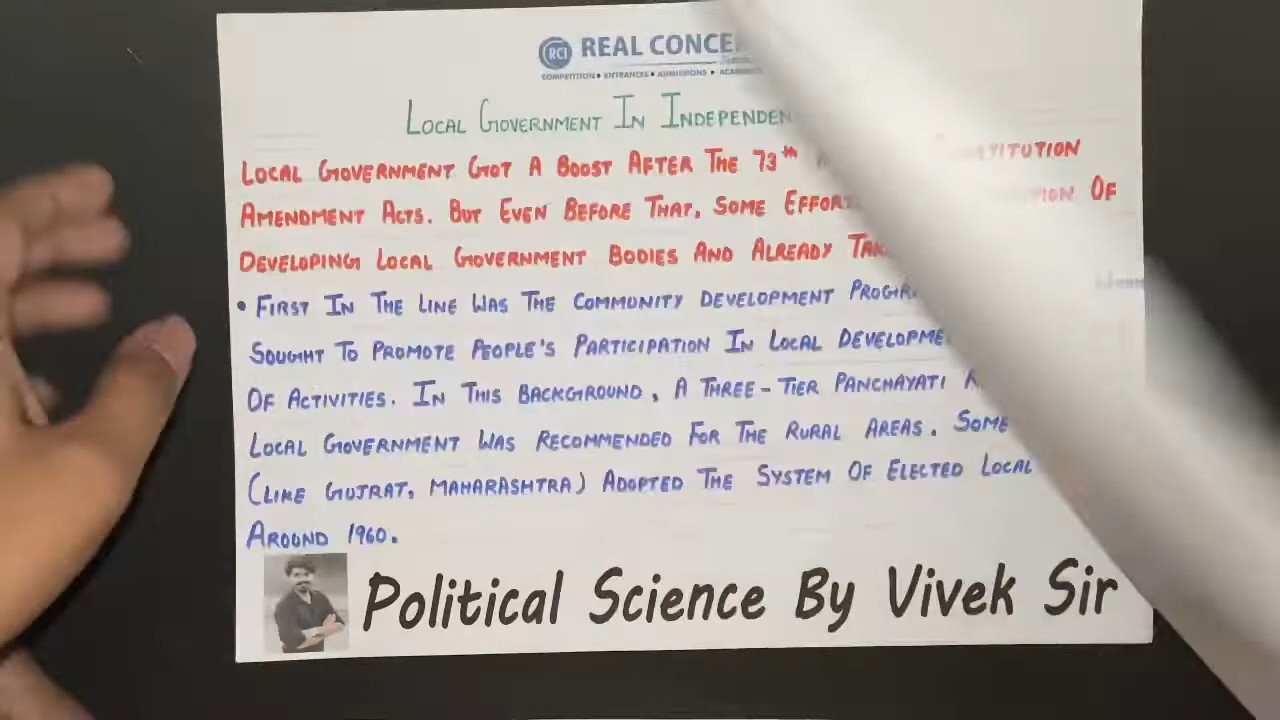 RCI REAL CONCE
COMPETITION • ENTRANCES • ADMISSIONS •
LOCAL GOVERNMENT IN INDEPENDEN
LOCAL GOVERNMENT GOT A BOOST AFTER THE 73th TITUTION
AMENDMENT ACTS. BUT EVEN BEFORE THAT, SOME EFFORT OF
DEVELOPING LOCAL GOVERNMENT BODIES AND ALREADY TAK
• FIRST IN THE LINE WAS THE COMMUNITY DEVELOPMENT PROGR
SOUGHT TO PROMOTE PEOPLE'S PARTICIPATION IN LOCAL DEVELOPME
OF ACTIVITIES. IN THIS BACKGROUND, A THREE-TIER PANCHAYATI
LOCAL GOVERNMENT WAS RECOMMENDED FOR THE RURAL AREAS. SOME
(LIKE GUJRAT, MAHARASHTRA) ADOPTED THE SYSTEM OF ELECTED LOCAL
AROUND 1960.
Political Science By Vivek Sir